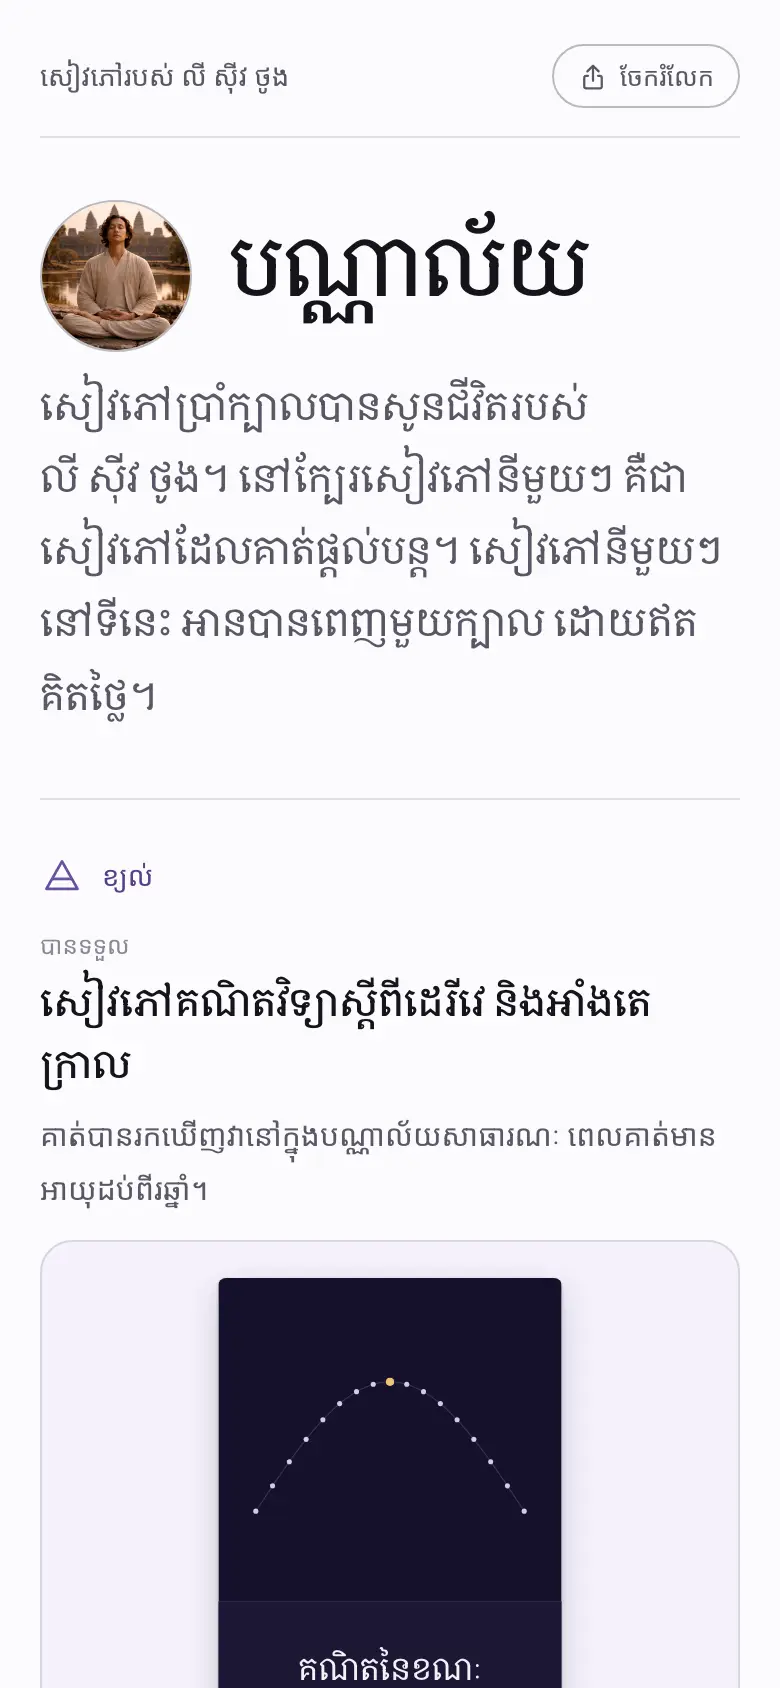 សៀវភៅរបស់ លី ស៊ីវ ថូង
ចែករំលែក
បណ្ណាល័យ
សៀវភៅប្រាំក្បាលបានសូនជីវិតរបស់
លី ស៊ីវ ថូង។ នៅក្បែរសៀវភៅនីមួយៗ គឺជា
សៀវភៅដែលគាត់ផ្តល់បន្ត។ សៀវភៅនីមួយៗ
នៅទីនេះ អានបានពេញមួយក្បាល ដោយឥត
គិតថ្លៃ។
ខ្យល់
បានទទួល
សៀវភៅគណិតវិទ្យាស្តីពីដេរីវេ និងអាំងតេ
ក្រាល
គាត់បានរកឃើញវានៅក្នុងបណ្ណាល័យសាធារណៈ ពេលគាត់មាន
អាយុដប់ពីរឆ្នាំ។
គណិតនៃខណៈ